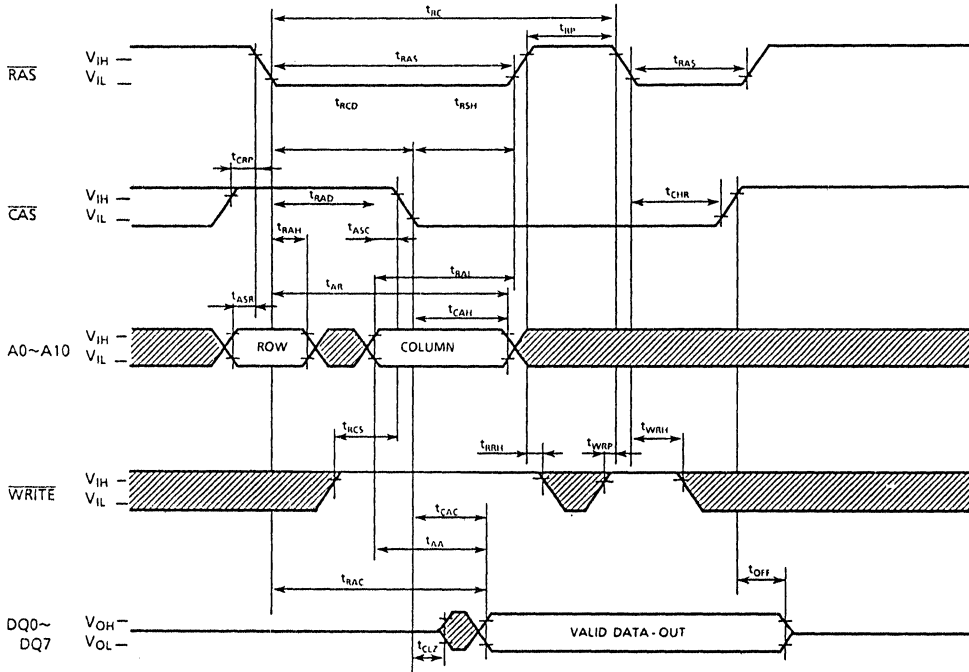 tRC
tRP
VIH
RAS
tRAS
tRAS
VIL
tRCD
tRSH
tCRP
VIH
CAS
tRAD
tCHR
VIL
tRAH
tASC
tRAL
tAR
tASR
tCAH
VIH
A0~A10
ROW
COLUMN
VIL
tRCS
tRRH
tWRP
tWRH
VIH
WRITE
VIL
tCAC
tAA
tRAC
tOFF
DQ0~
DQ7
VOH
VOL
VALID DATA-OUT
tCLZ